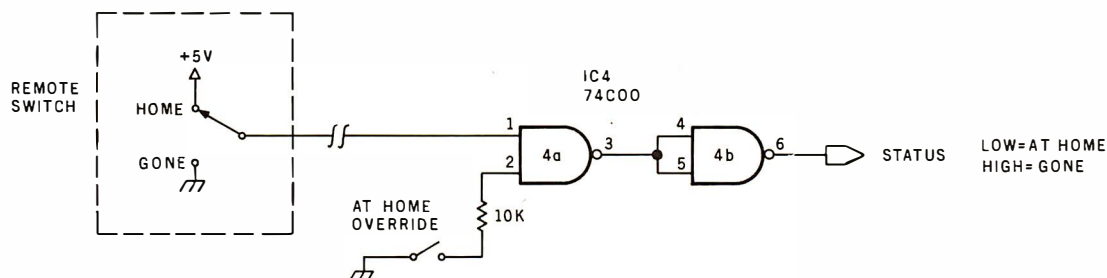 REMOTE
SWITCH
+5V
HOME
GONE
AT HOME
OVERRIDE
10K
1
2
4a
3
IC4
74C00
4
5
4b
6
STATUS
LOW=AT HOME
HIGH=GONE